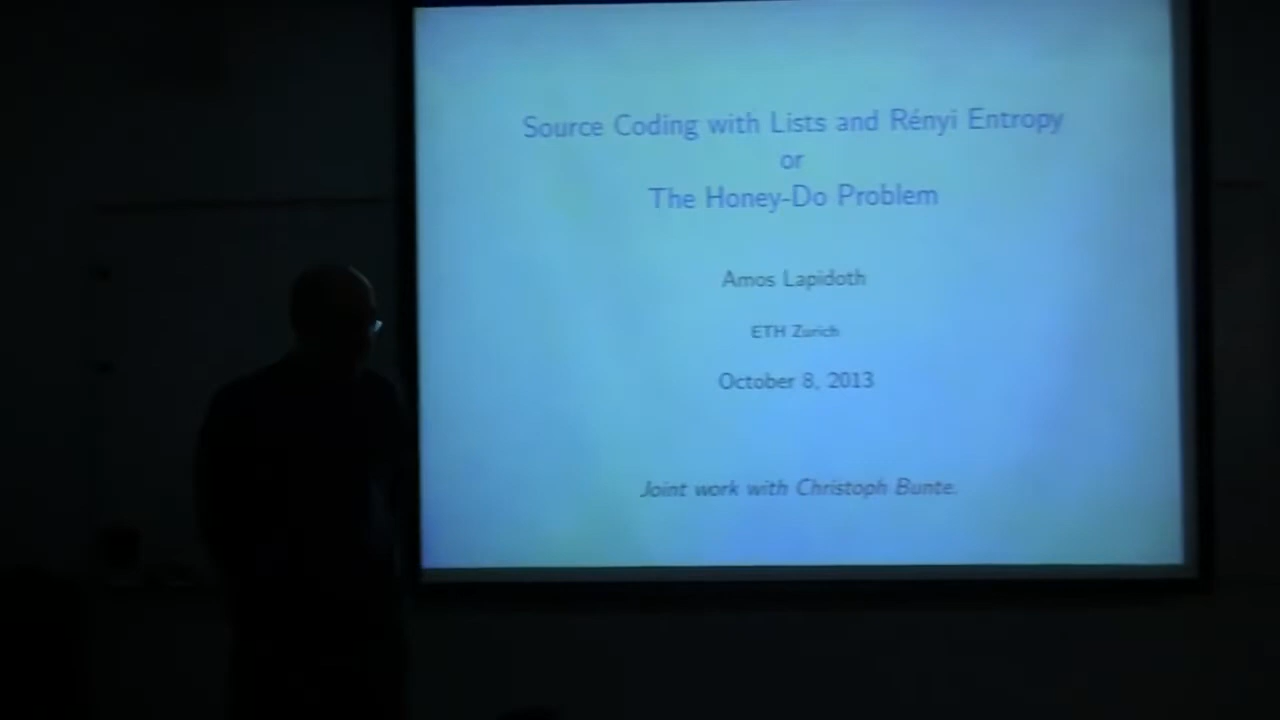 Source Coding with Lists and Rényi Entropy
or
The Honey-Do Problem
Amos Lapidoth
ETH Zurich
October 8, 2013
Joint work with Christoph Bunte.